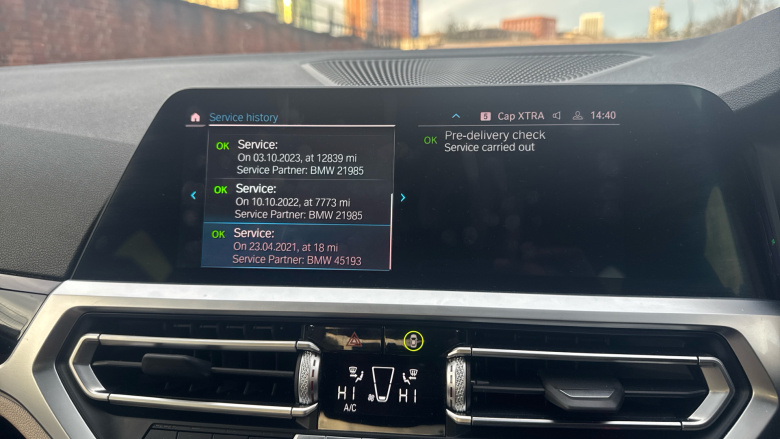 Service history
5 Cap XTRA 14:40
OK Service:
On 03.10.2023, at 12839 mi
Service Partner: BMW 21985
OK Service:
On 10.10.2022, at 7773 mi
Service Partner: BMW 21985
OK Service:
On 23.04.2021, at 18 mi
Service Partner: BMW 45193
OK Pre-delivery check
Service carried out
HI HI
A/C